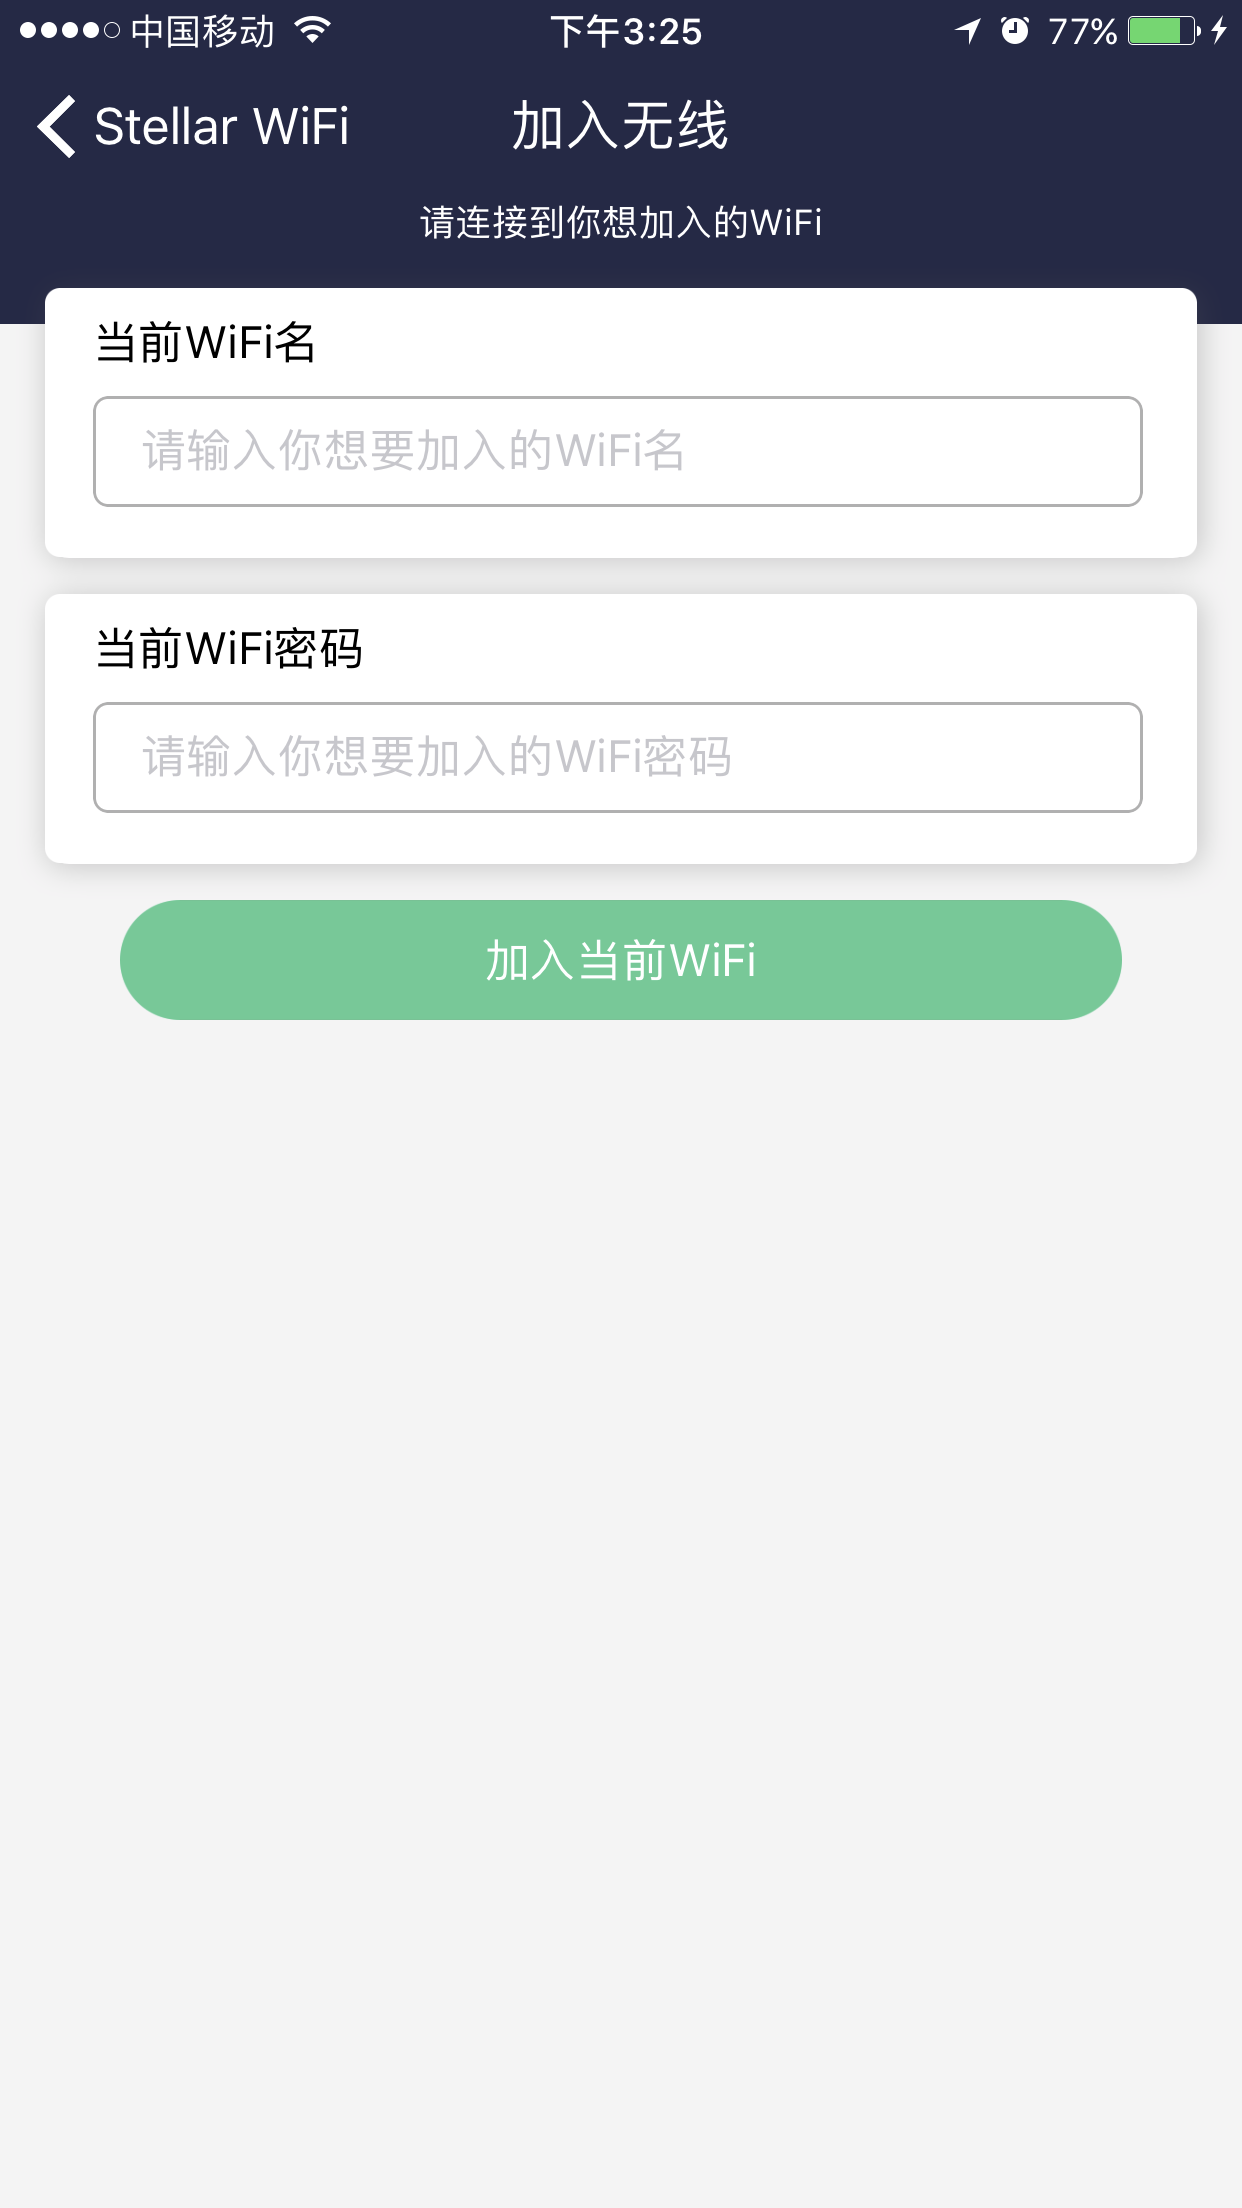 中国移动 下午3:25 77%
Stellar WiFi 加入无线
请连接到你想加入的WiFi
当前WiFi名
请输入你想要加入的WiFi名
当前WiFi密码
请输入你想要加入的WiFi密码
加入当前WiFi